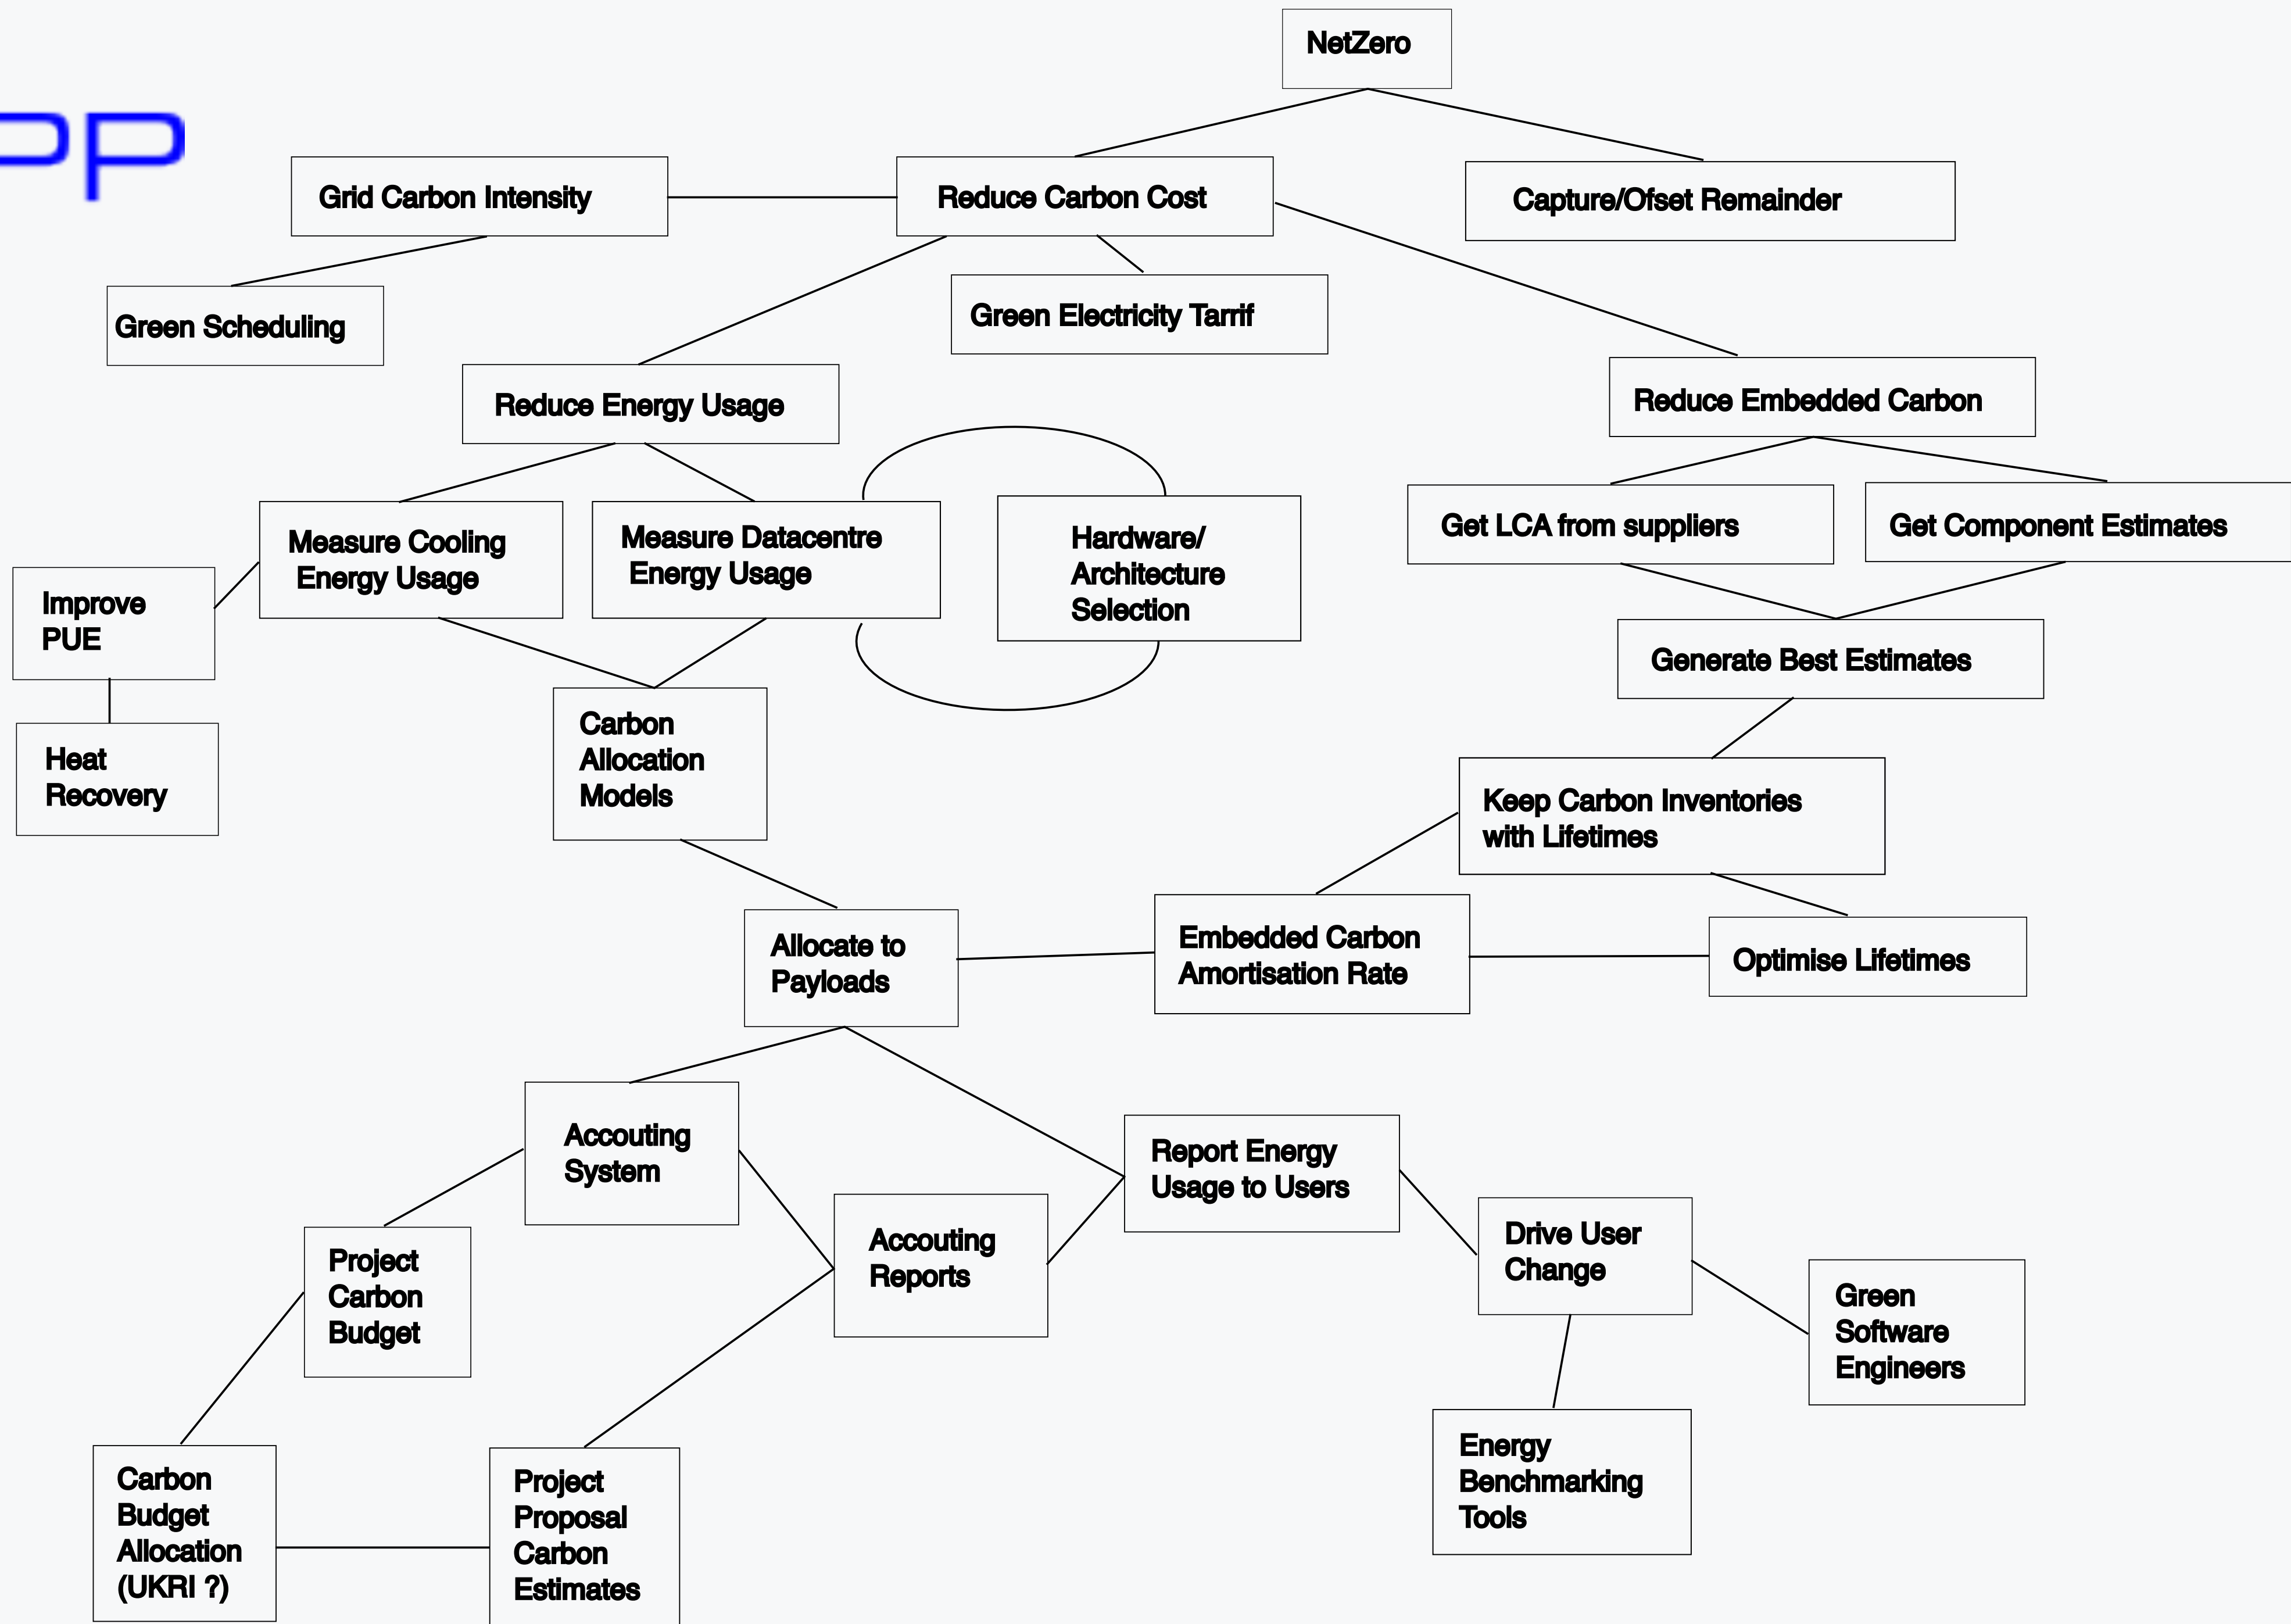 NetZero
PP
Grid Carbon Intensity
Reduce Carbon Cost
Capture/Ofset Remainder
Green Scheduling
Green Electricity Tarrif
Reduce Energy Usage
Reduce Embedded Carbon
Measure Cooling
Energy Usage
Measure Datacentre
Energy Usage
Hardware/
Architecture
Selection
Get LCA from suppliers
Get Component Estimates
Improve
PUE
Generate Best Estimates
Heat
Recovery
Carbon
Allocation
Models
Keep Carbon Inventories
with Lifetimes
Allocate to
Payloads
Embedded Carbon
Amortisation Rate
Optimise Lifetimes
Accouting
System
Report Energy
Usage to Users
Accouting
Reports
Drive User
Change
Project
Carbon
Budget
Green
Software
Engineers
Energy
Benchmarking
Tools
Carbon
Budget
Allocation
(UKRI ?)
Project
Proposal
Carbon
Estimates